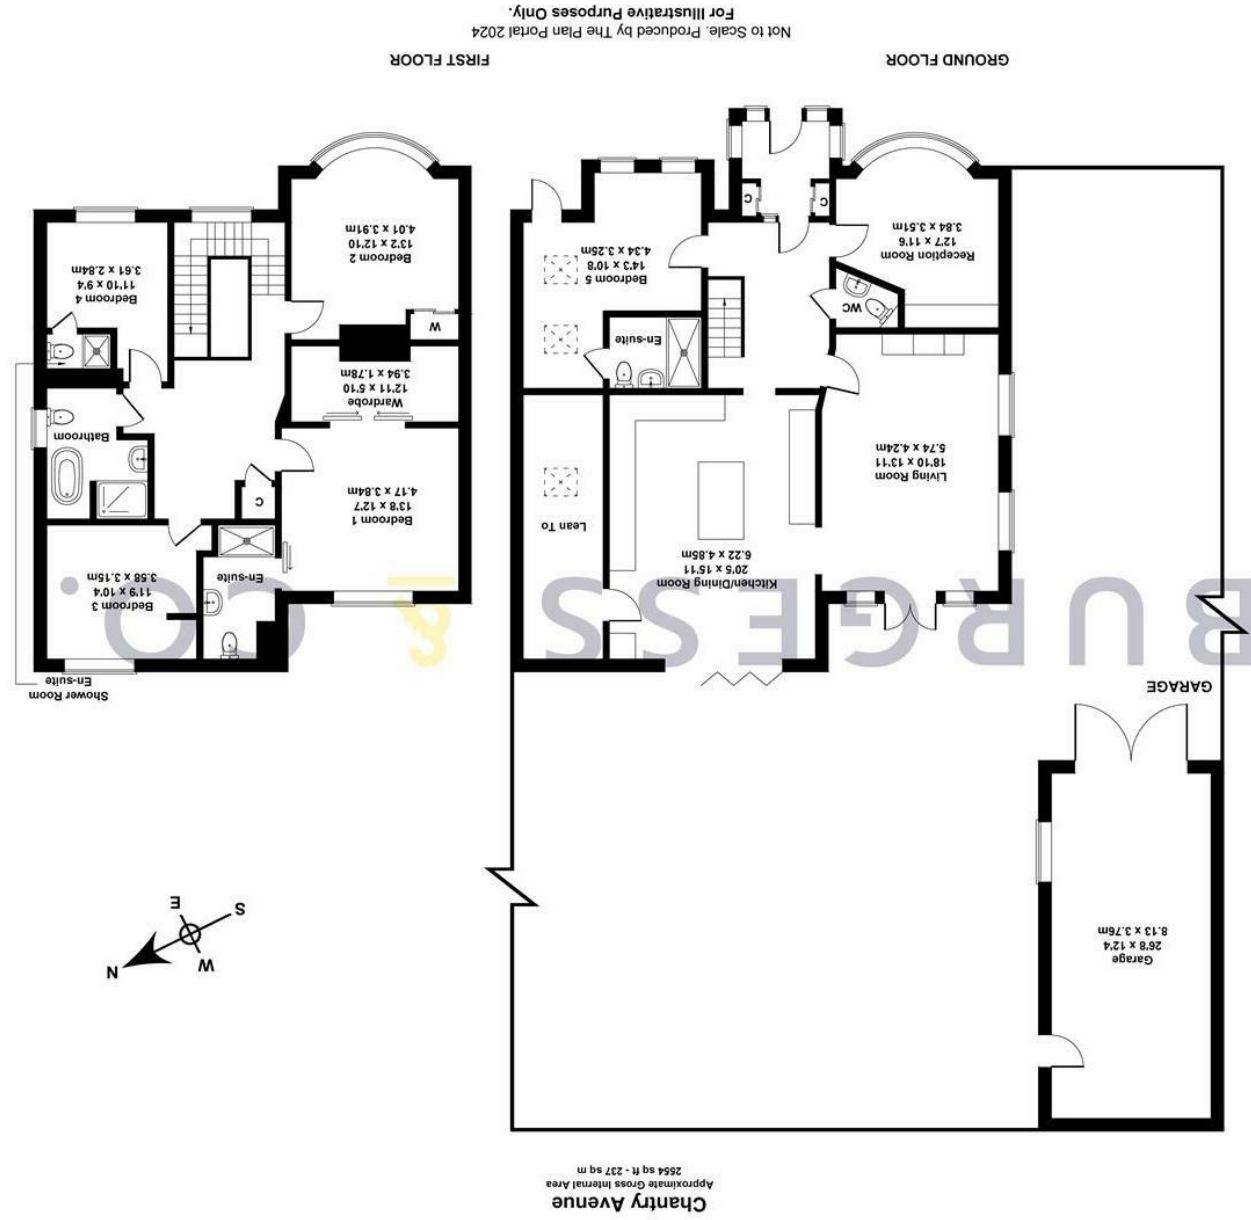 Chantry Avenue
Approximate Gross Internal Area
2554 sq ft - 237 sq m
Garage
26'8 x 12'4
8.13 x 3.76m
GARAGE
N
W
E
S
BURGESS & CO.
Kitchen/Dining Room
20'5 x 15'11
6.22 x 4.85m
Lean To
Living Room
18'10 x 13'11
5.74 x 4.24m
WC
En-suite
Reception Room
12'7 x 11'6
3.84 x 3.51m
Bedroom 5
14'3 x 10'8
4.34 x 3.25m
C
C
GROUND FLOOR
Shower Room
En-suite
Bedroom 3
11'9 x 10'4
3.58 x 3.15m
En-suite
Bedroom 1
13'8 x 12'7
4.17 x 3.84m
C
Bathroom
Wardrobe
12'11 x 5'10
3.94 x 1.78m
W
Bedroom 4
11'10 x 9'4
3.61 x 2.84m
Bedroom 2
13'2 x 12'10
4.01 x 3.91m
FIRST FLOOR
Not to Scale. Produced by The Plan Portal 2024
For Illustrative Purposes Only.